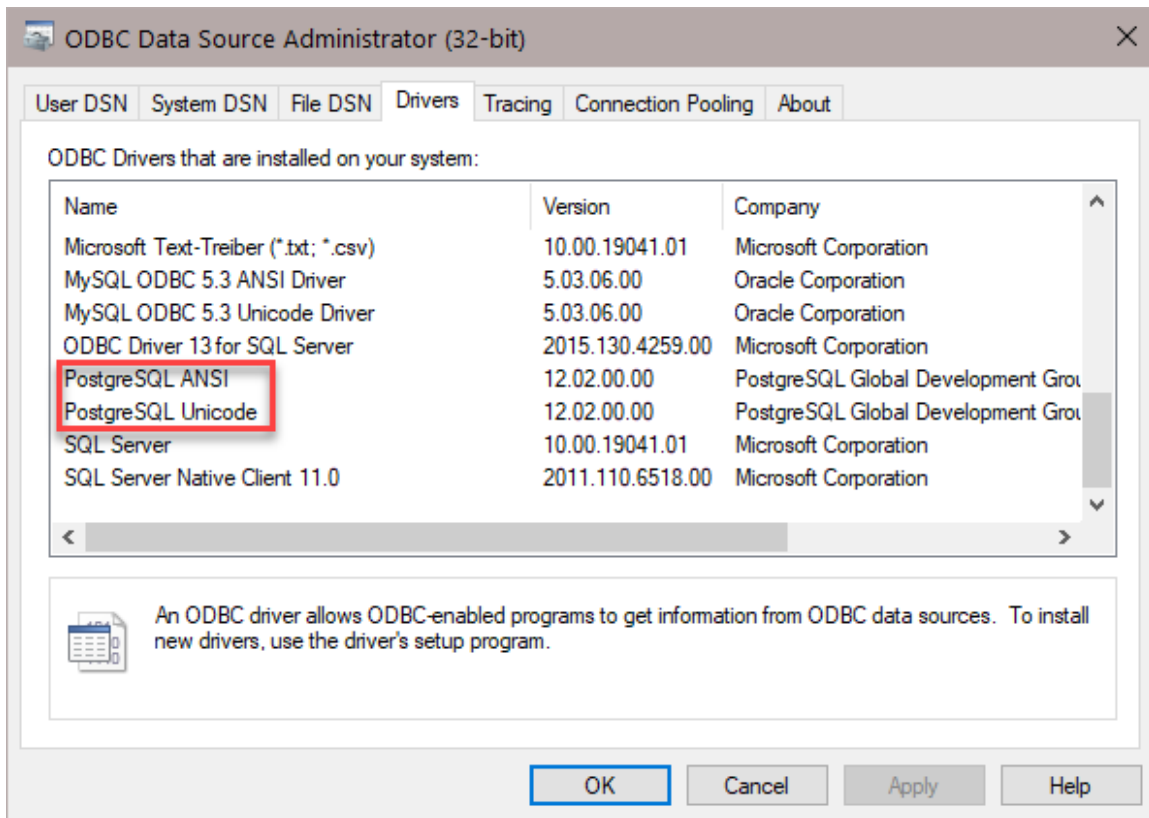 ODBC Data Source Administrator (32-bit)
User DSN System DSN File DSN Drivers Tracing Connection Pooling About
ODBC Drivers that are installed on your system:
Name Version Company
Microsoft Text-Treiber (*.txt; *.csv) 10.00.19041.01 Microsoft Corporation
MySQL ODBC 5.3 ANSI Driver 5.03.06.00 Oracle Corporation
MySQL ODBC 5.3 Unicode Driver 5.03.06.00 Oracle Corporation
ODBC Driver 13 for SQL Server 2015.130.4259.00 Microsoft Corporation
PostgreSQL ANSI 12.02.00.00 PostgreSQL Global Development Grou
PostgreSQL Unicode 12.02.00.00 PostgreSQL Global Development Grou
SQL Server 10.00.19041.01 Microsoft Corporation
SQL Server Native Client 11.0 2011.110.6518.00 Microsoft Corporation
An ODBC driver allows ODBC-enabled programs to get information from ODBC data sources. To install
new drivers, use the driver's setup program.
OK Cancel Apply Help